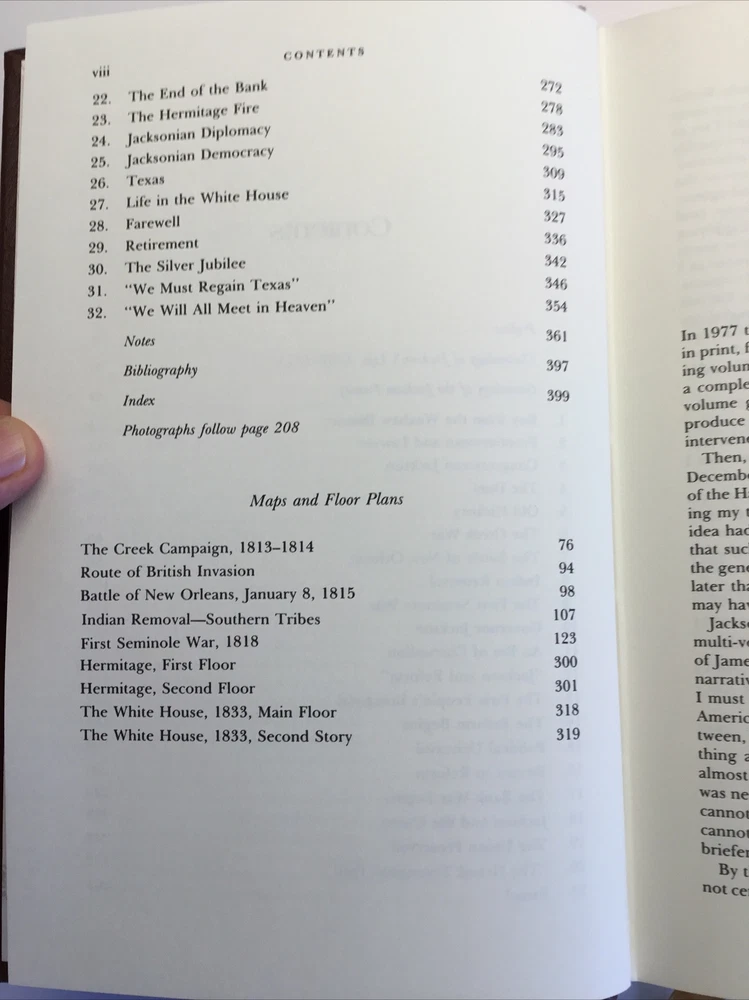 viii
CONTENTS
22. The End of the Bank 272
23. The Hermitage Fire 278
24. Jacksonian Diplomacy 283
25. Jacksonian Democracy 295
26. Texas 309
27. Life in the White House 315
28. Farewell 327
29. Retirement 336
30. The Silver Jubilee 342
31. "We Must Regain Texas" 346
32. "We Will All Meet in Heaven" 354
Notes 361
Bibliography 397
Index 399
Photographs follow page 208
Maps and Floor Plans
The Creek Campaign, 1813–1814 76
Route of British Invasion 94
Battle of New Orleans, January 8, 1815 98
Indian Removal—Southern Tribes 107
First Seminole War, 1818 123
Hermitage, First Floor 300
Hermitage, Second Floor 301
The White House, 1833, Main Floor 318
The White House, 1833, Second Story 319
In 1977 t
in print, f
ing volun
a comple
volume g
produce
interven
Then,
Decembe
of the H
ing my t
idea had
that suc
the gene
later tha
may hav
Jackso
multi-v
of Jame
narrativ
I must
Americ
tween,
thing a
almost
was ne
cannot
cannot
briefer
By t
not ce